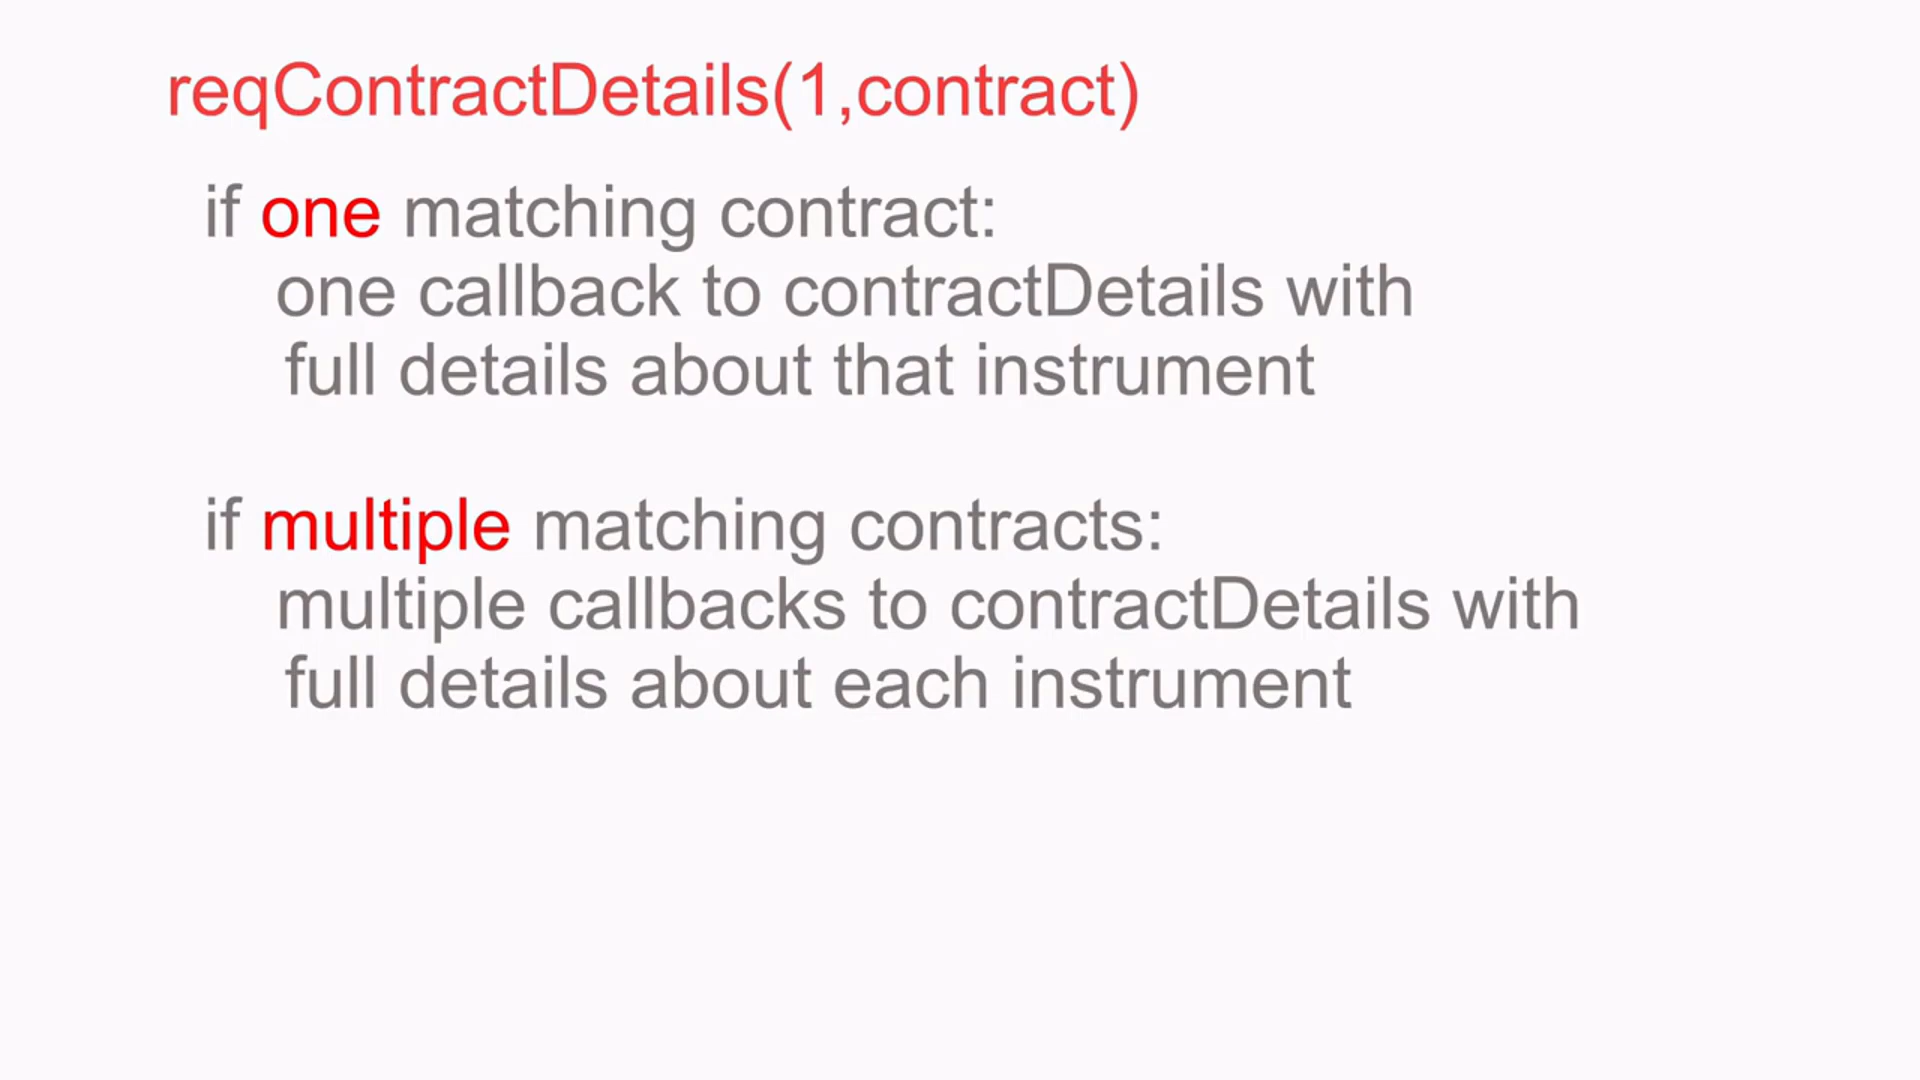 reqContractDetails(1,contract)
if one matching contract:
one callback to contractDetails with
full details about that instrument
if multiple matching contracts:
multiple callbacks to contractDetails with
full details about each instrument